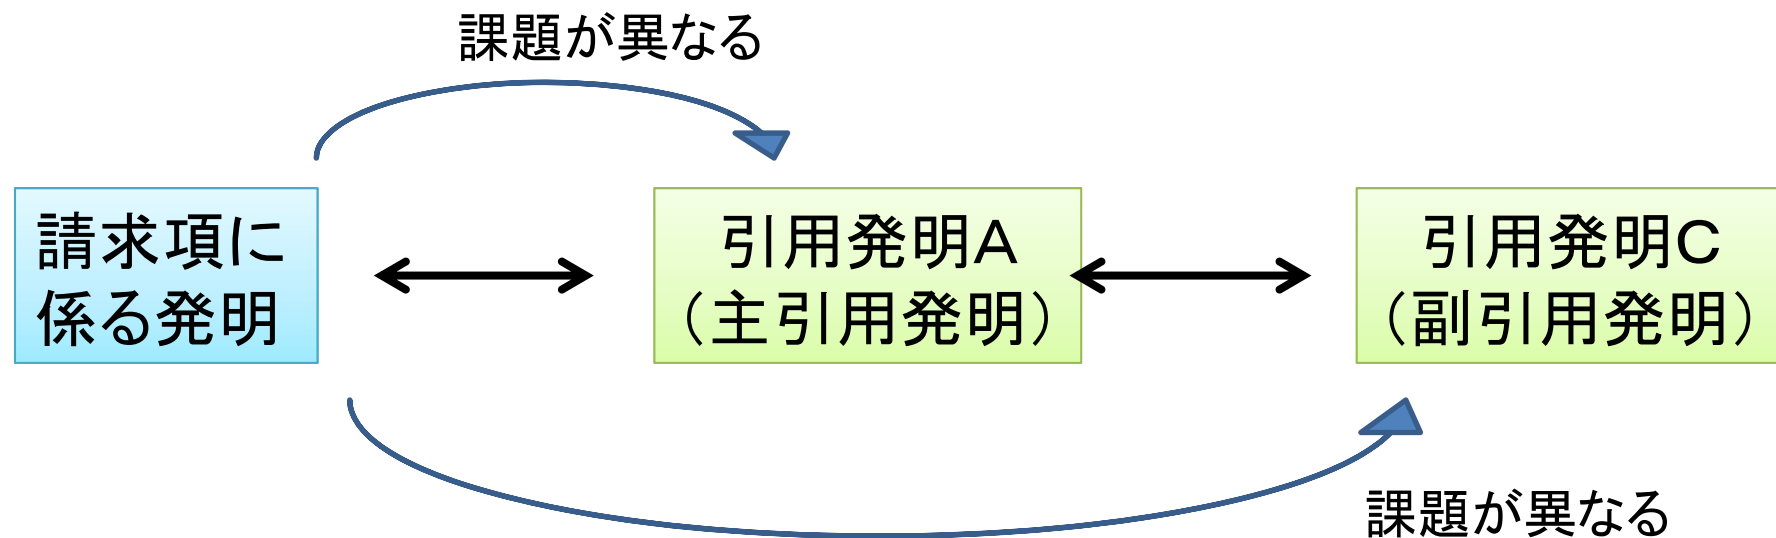 課題が異なる
請求項に
係る発明
引用発明A
（主引用発明）
引用発明C
（副引用発明）
課題が異なる